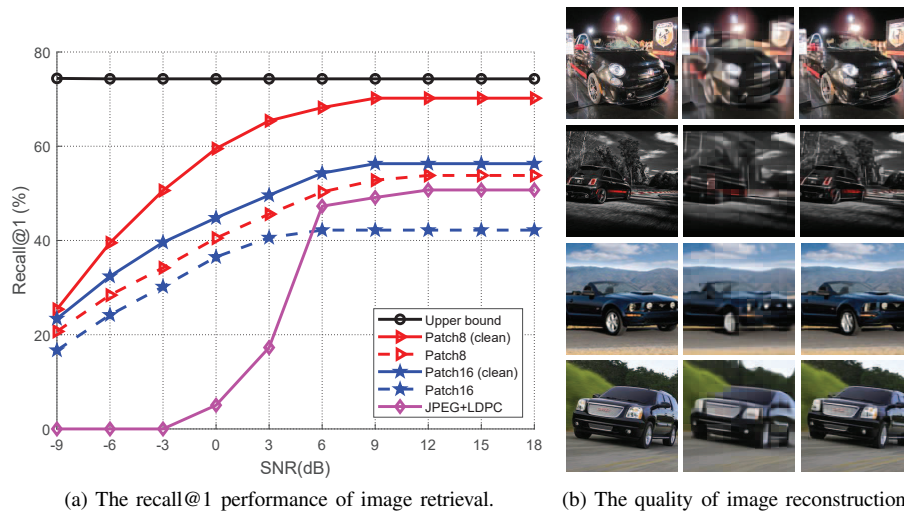 80
60
40
20
0
Recall@1 (%)
-9 -6 -3 0 3 6 9 12 15 18
SNR(dB)
Upper bound
Patch8 (clean)
Patch8
Patch16 (clean)
Patch16
JPEG+LDPC
(a) The recall@1 performance of image retrieval.
(b) The quality of image reconstruction